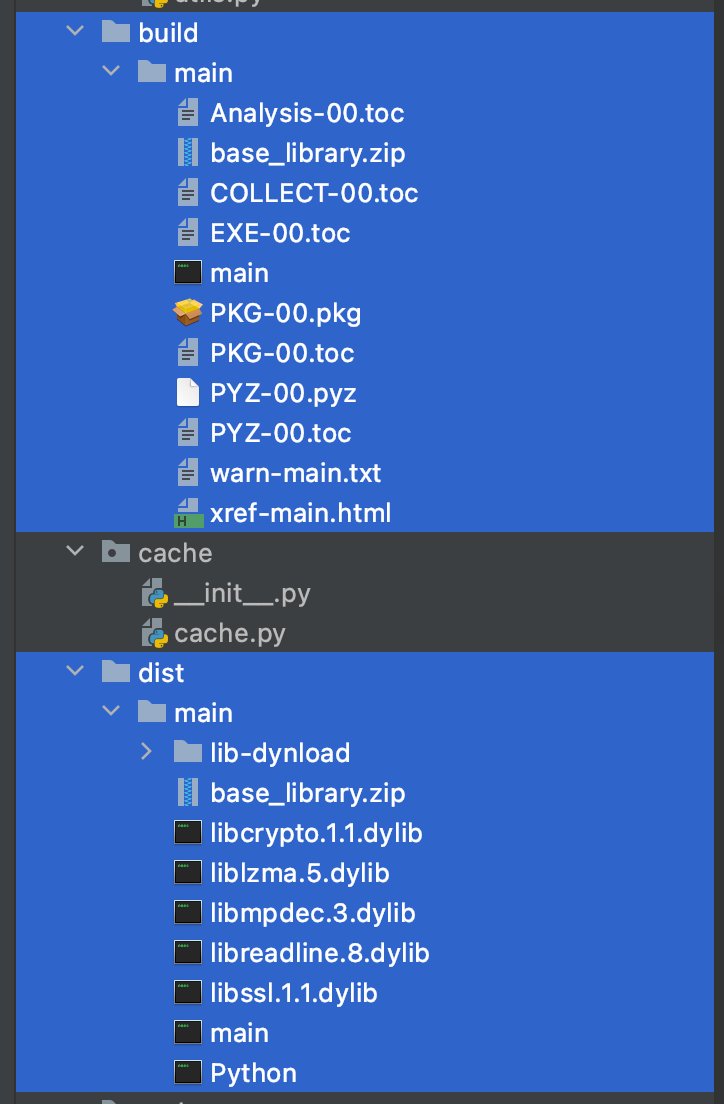 build
main
Analysis-00.toc
base_library.zip
COLLECT-00.toc
EXE-00.toc
main
PKG-00.pkg
PKG-00.toc
PYZ-00.pyz
PYZ-00.toc
warn-main.txt
xref-main.html
cache
__init__.py
cache.py
dist
main
lib-dynload
base_library.zip
libcrypto.1.1.dylib
liblzma.5.dylib
libmpdec.3.dylib
libreadline.8.dylib
libssl.1.1.dylib
main
Python